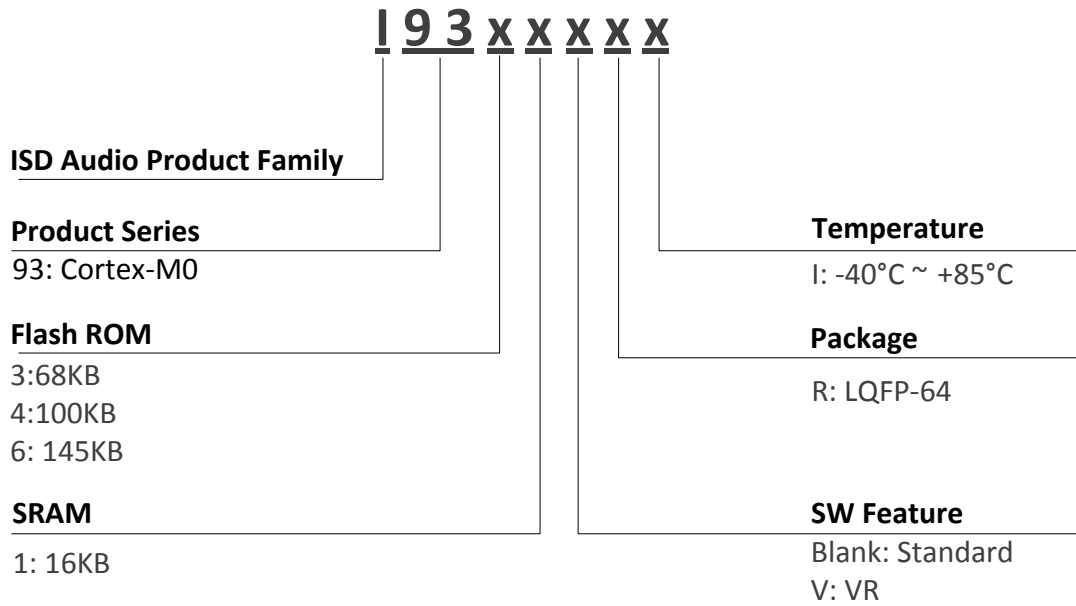 I 9 3 x x x x x
ISD Audio Product Family
Product Series
93: Cortex-M0
Flash ROM
3:68KB
4:100KB
6: 145KB
SRAM
1: 16KB
Temperature
I: -40°C ~ +85°C
Package
R: LQFP-64
SW Feature
Blank: Standard
V: VR